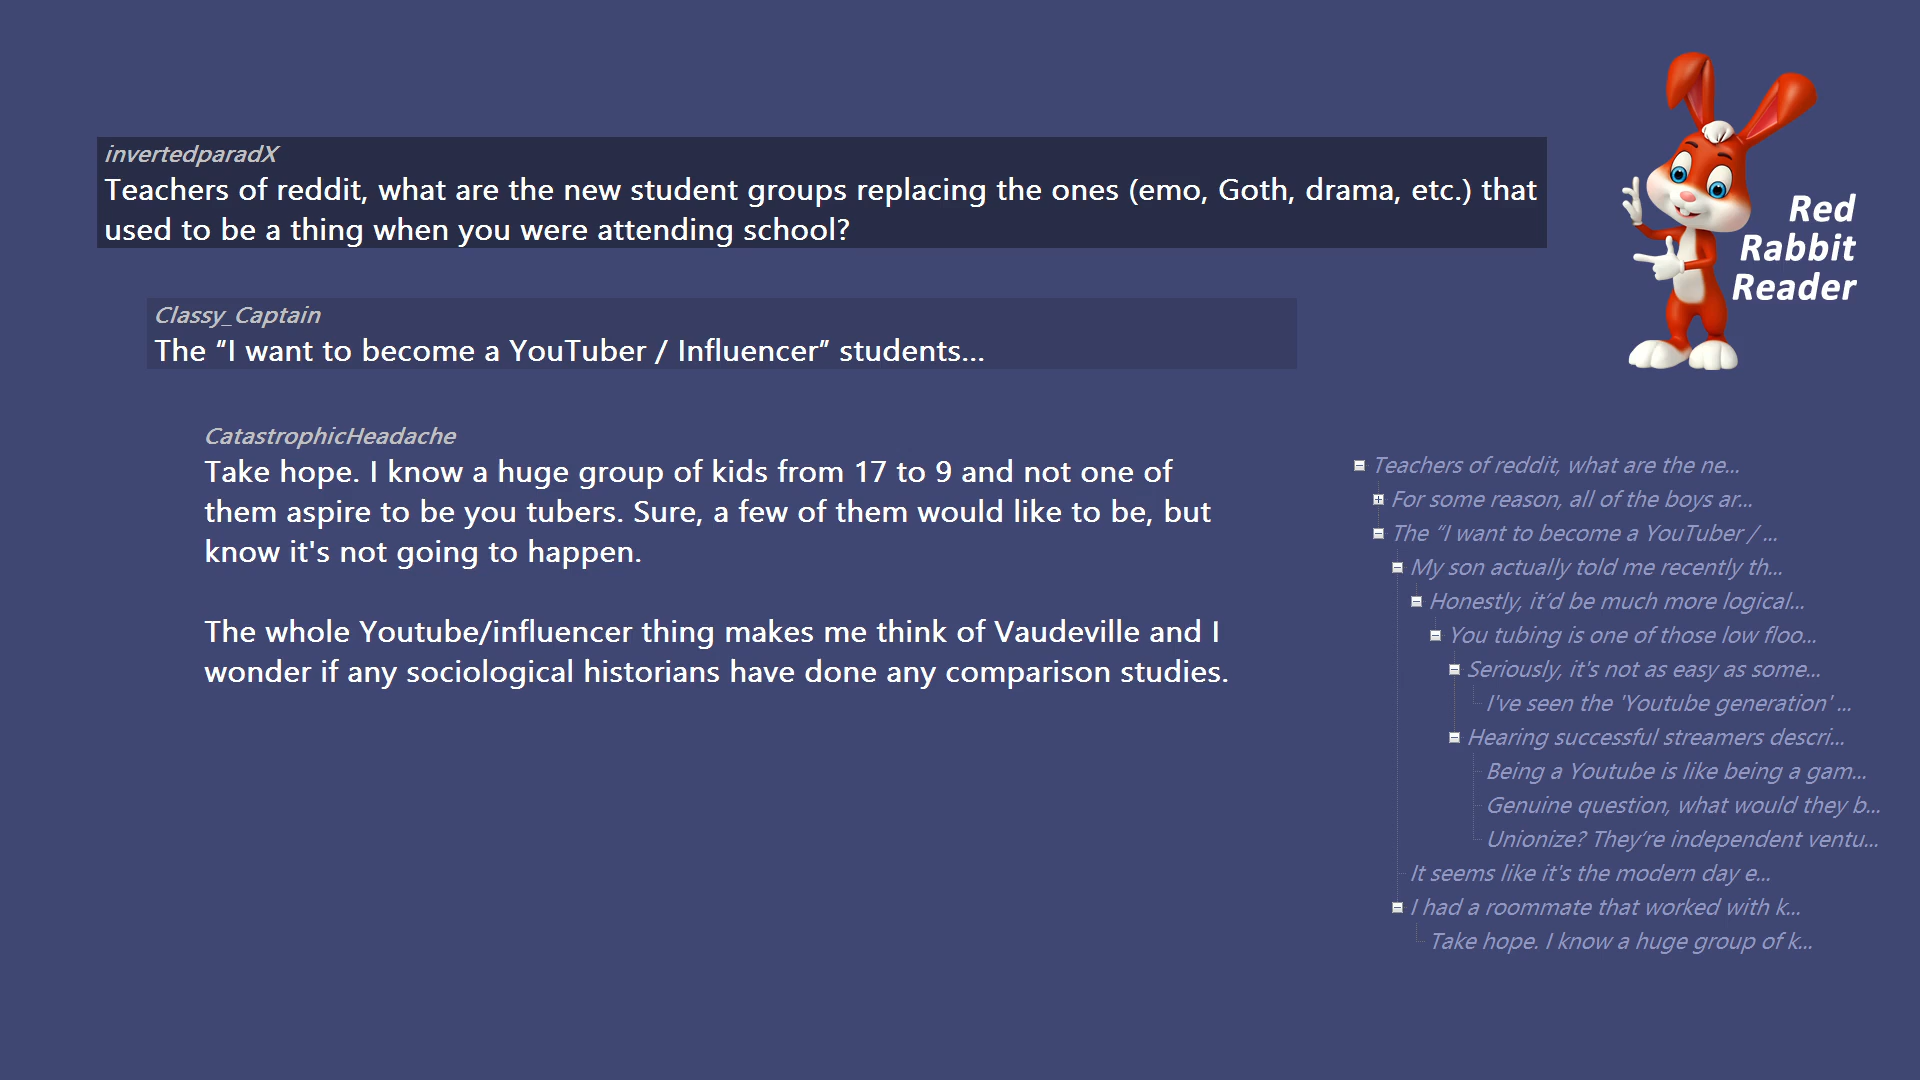 invertedparadX
Teachers of reddit, what are the new student groups replacing the ones (emo, Goth, drama, etc.) that
used to be a thing when you were attending school?
Classy_Captain
The “I want to become a YouTuber / Influencer” students...
CatastrophicHeadache
Take hope. I know a huge group of kids from 17 to 9 and not one of
them aspire to be you tubers. Sure, a few of them would like to be, but
know it's not going to happen.
The whole Youtube/influencer thing makes me think of Vaudeville and I
wonder if any sociological historians have done any comparison studies.
Red
Rabbit
Reader
Teachers of reddit, what are the ne...
For some reason, all of the boys ar...
The “I want to become a YouTuber / ...
My son actually told me recently th...
Honestly, it’d be much more logical...
You tubing is one of those low floo...
Seriously, it's not as easy as some...
I've seen the 'Youtube generation' ...
Hearing successful streamers descri...
Being a Youtube is like being a gam...
Genuine question, what would they b...
Unionize? They’re independent ventu...
It seems like it's the modern day e...
I had a roommate that worked with k...
Take hope. I know a huge group of k...